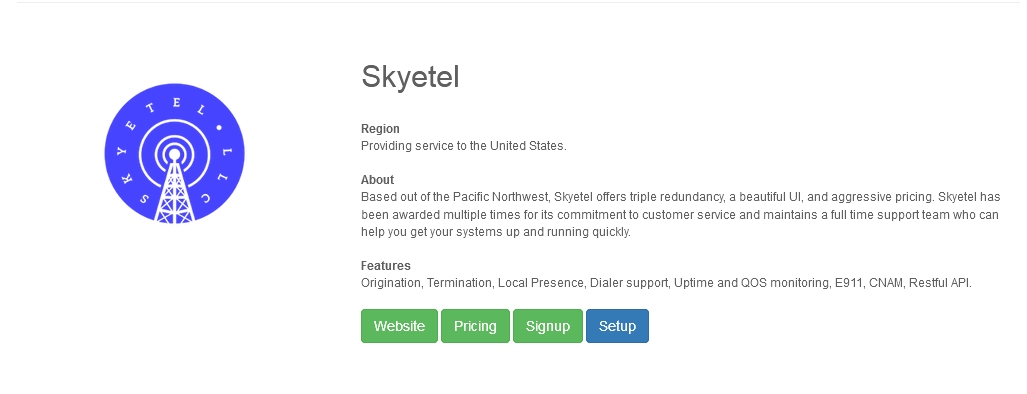 SKYETEL • LLC
Skyetel
Region
Providing service to the United States.
About
Based out of the Pacific Northwest, Skyetel offers triple redundancy, a beautiful UI, and aggressive pricing. Skyetel has
been awarded multiple times for its commitment to customer service and maintains a full time support team who can
help you get your systems up and running quickly.
Features
Origination, Termination, Local Presence, Dialer support, Uptime and QOS monitoring, E911, CNAM, Restful API.
Website Pricing Signup Setup